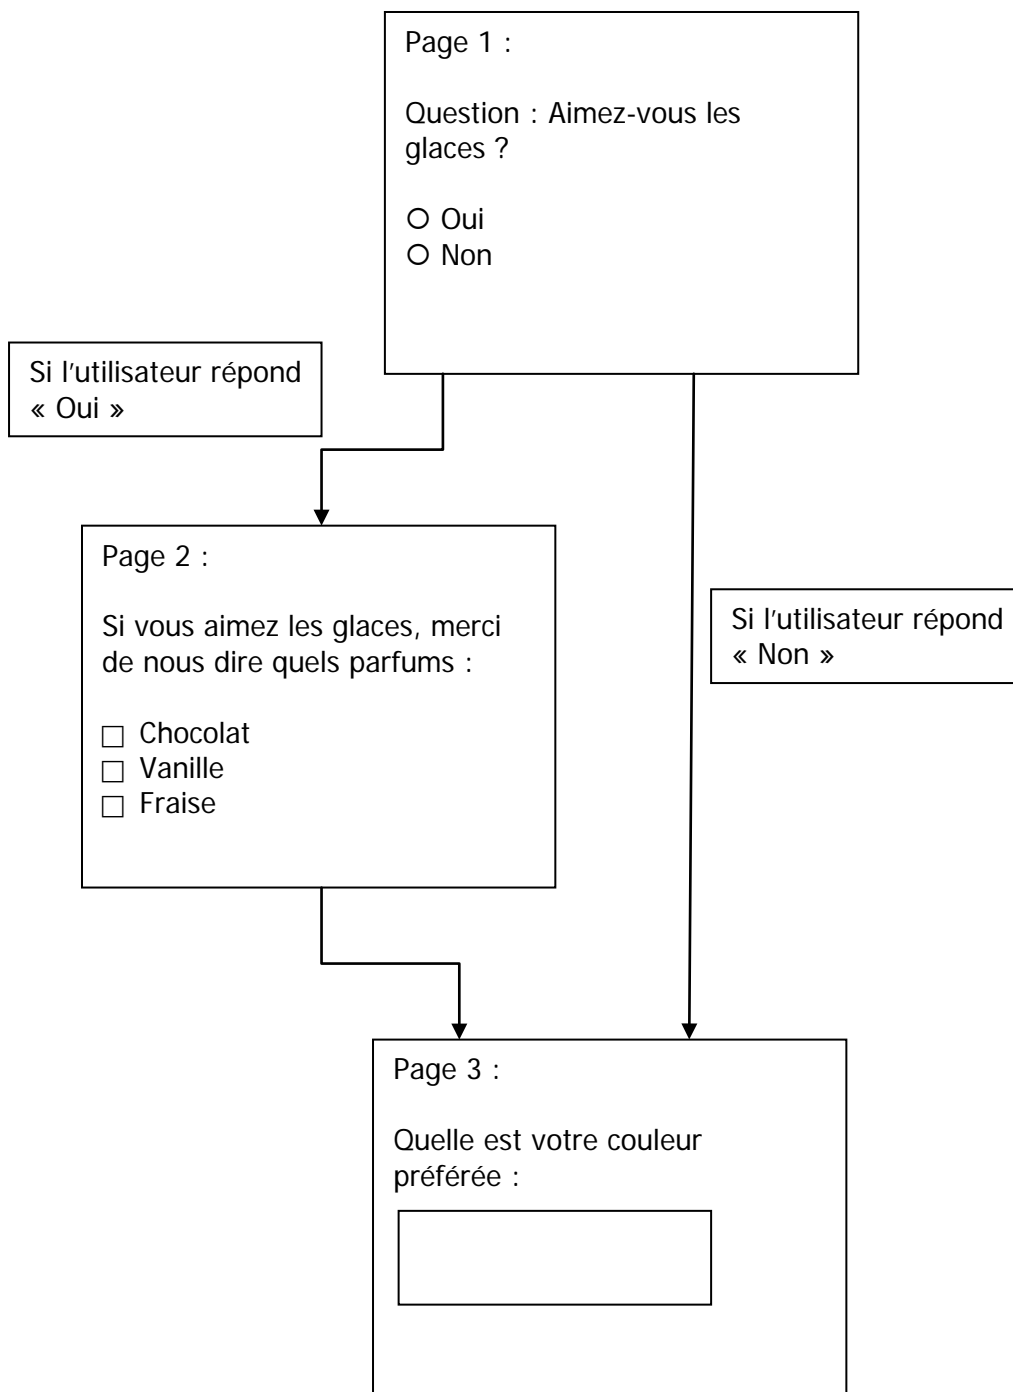 Page 1 :
Question : Aimez-vous les
glaces ?
Oui
Non
Si l'utilisateur répond
« Oui »
Page 2 :
Si vous aimez les glaces, merci
de nous dire quels parfums :
Chocolat
Vanille
Fraise
Si l'utilisateur répond
« Non »
Page 3 :
Quelle est votre couleur
préférée :